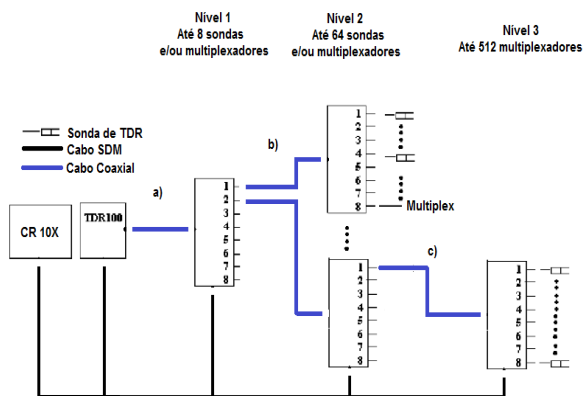 Nível 1
Até 8 sondas
e/ou multiplexadores
Nível 2
Até 64 sondas
e/ou multiplexadores
Nível 3
Até 512 multiplexadores
Sonda de TDR
Cabo SDM
Cabo Coaxial
a)
b)
c)
CR 10X
TDR100
1
2
3
4
5
6
7
8
1
2
3
4
5
6
7
8
Multiplex
1
2
3
4
5
6
7
8
1
2
3
4
5
6
7
8